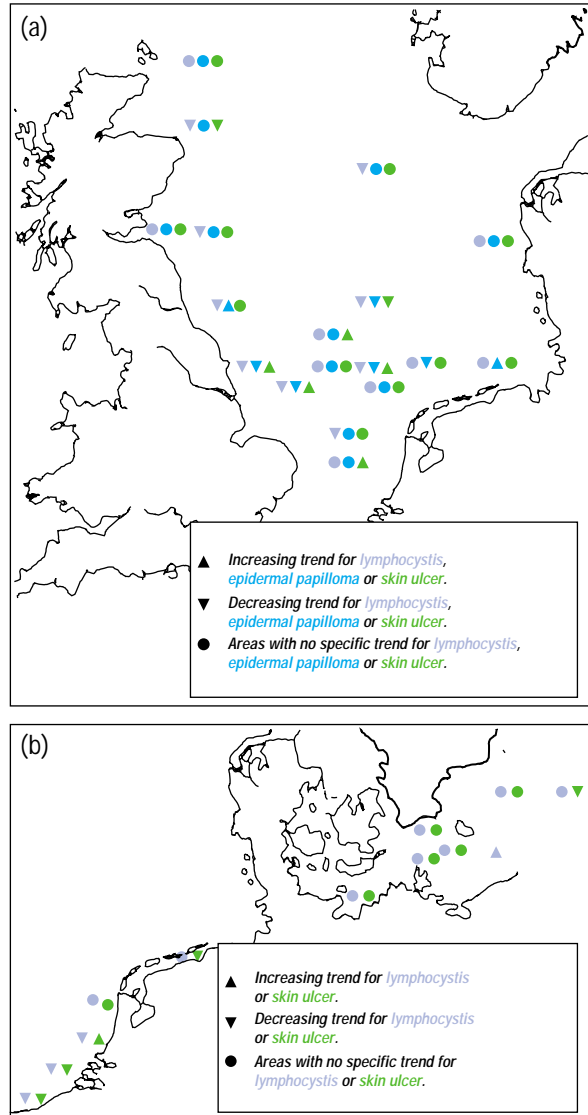 (a)
Increasing trend for lymphocystis,
epidermal papilloma or skin ulcer.
Decreasing trend for lymphocystis,
epidermal papilloma or skin ulcer.
Areas with no specific trend for lymphocystis,
epidermal papilloma or skin ulcer.
(b)
Increasing trend for lymphocystis
or skin ulcer.
Decreasing trend for lymphocystis
or skin ulcer.
Areas with no specific trend for
lymphocystis or skin ulcer.